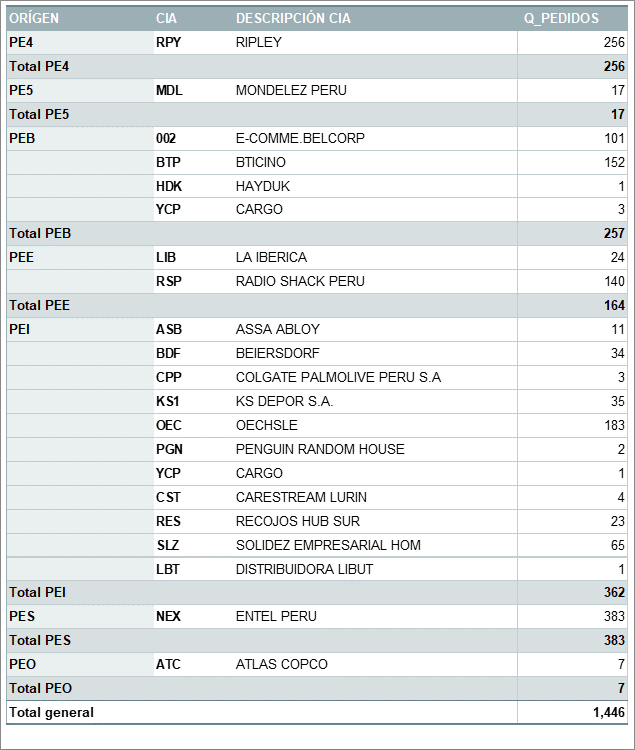 ORÍGEN CIA DESCRIPCIÓN CIA Q_PEDIDOS
PE4 RPY RIPLEY 256
Total PE4 256
PE5 MDL MONDELEZ PERU 17
Total PE5 17
PEB 002 E-COMME.BELCORP 101
BTP BTICINO 152
HDK HAYDUK 1
YCP CARGO 3
Total PEB 257
PEE LIB LA IBERICA 24
RSP RADIO SHACK PERU 140
Total PEE 164
PEI ASB ASSA ABLOY 11
BDF BEIERSDORF 34
CPP COLGATE PALMOLIVE PERU S.A 3
KS1 KS DEPOR S.A. 35
OEC OECHSLE 183
PGN PENGUIN RANDOM HOUSE 2
YCP CARGO 1
CST CARESTREAM LURIN 4
RES RECOJOS HUB SUR 23
SLZ SOLIDEZ EMPRESARIAL HOM 65
LBT DISTRIBUIDORA LIBUT 1
Total PEI 362
PES NEX ENTEL PERU 383
Total PES 383
PEO ATC ATLAS COPCO 7
Total PEO 7
Total general 1,446